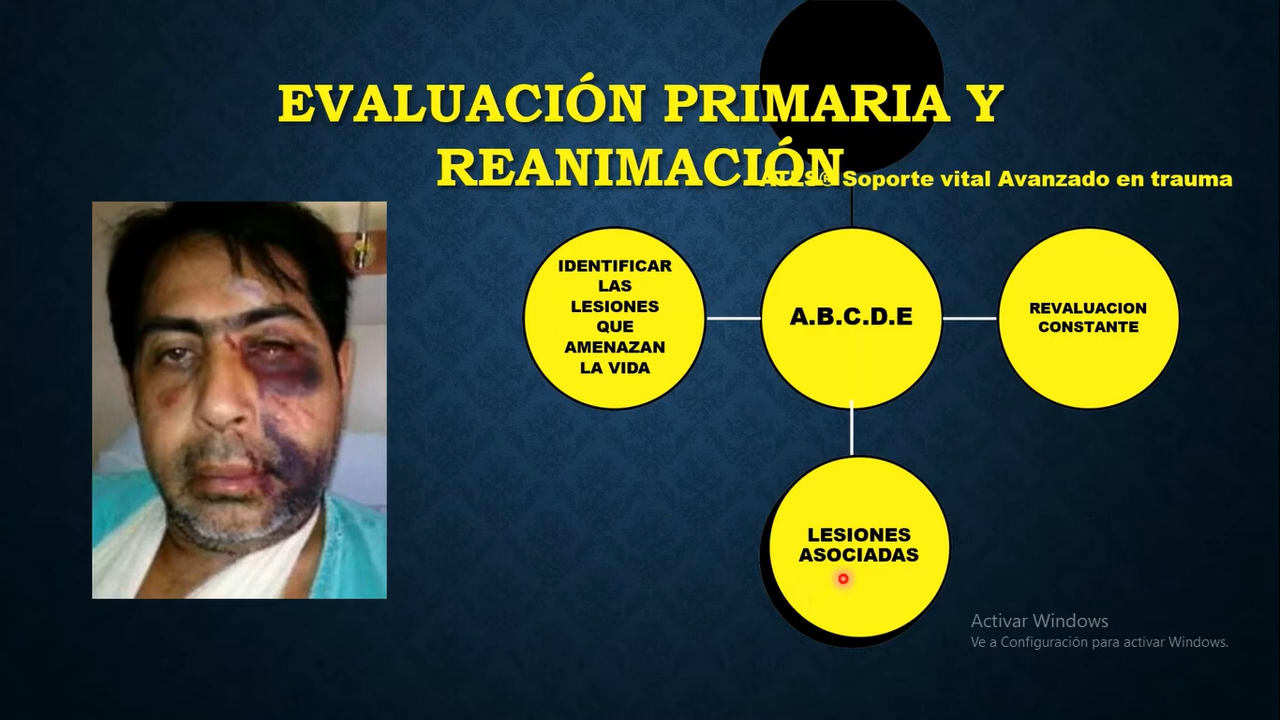 EVALUACIÓN PRIMARIA Y
REANIMACIÓN
ATLS® Soporte vital Avanzado en trauma
IDENTIFICAR
LAS
LESIONES
QUE
AMENAZAN
LA VIDA
A.B.C.D.E
REVALUACION
CONSTANTE
LESIONES
ASOCIADAS
Activar Windows
Ve a Configuración para activar Windows.